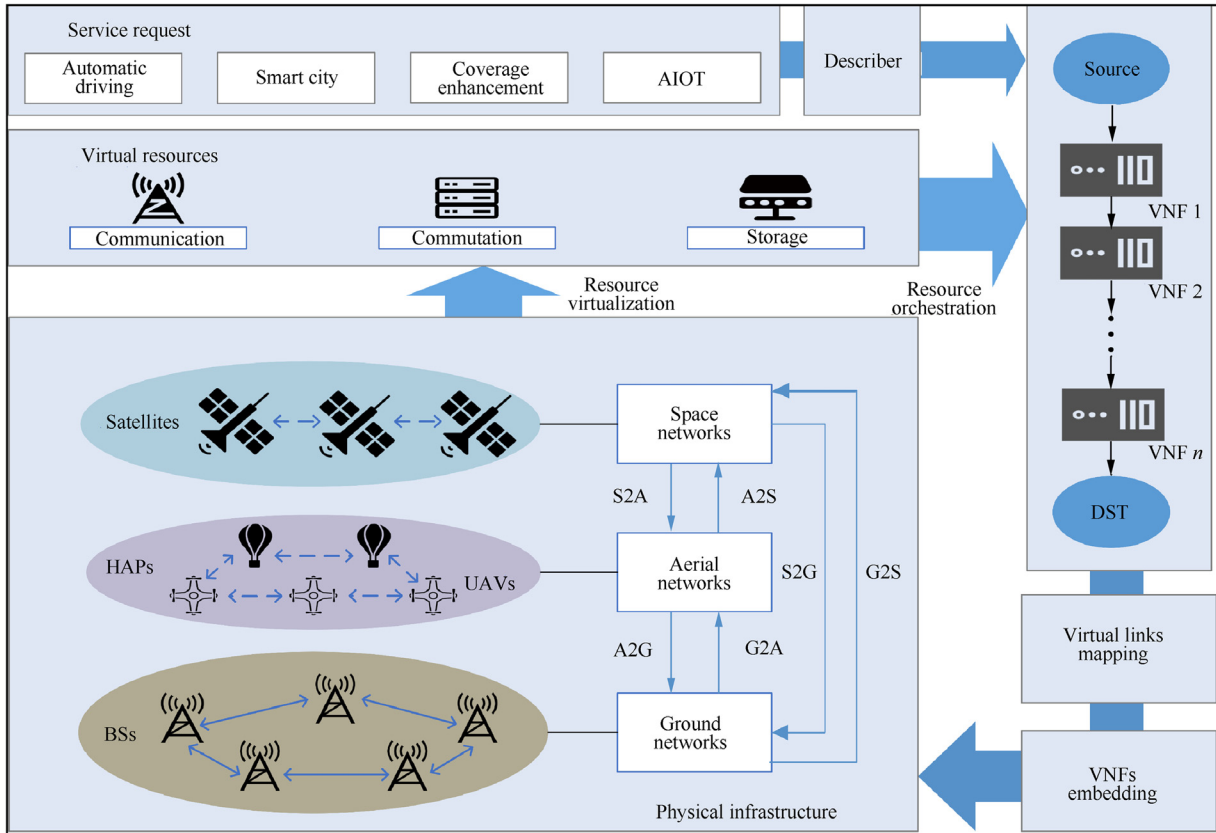 Service request
Automatic
driving
Smart city
Coverage
enhancement
AIOT
Describer
Source
VNF 1
VNF 2
VNF n
DST
Virtual resources
Communication
Commutation
Storage
Resource
virtualization
Resource
orchestration
Satellites
Space
networks
S2A
A2S
HAPs
UAVs
Aerial
networks
S2G
G2S
A2G
G2A
BSs
Ground
networks
Physical infrastructure
Virtual links
mapping
VNFs
embedding